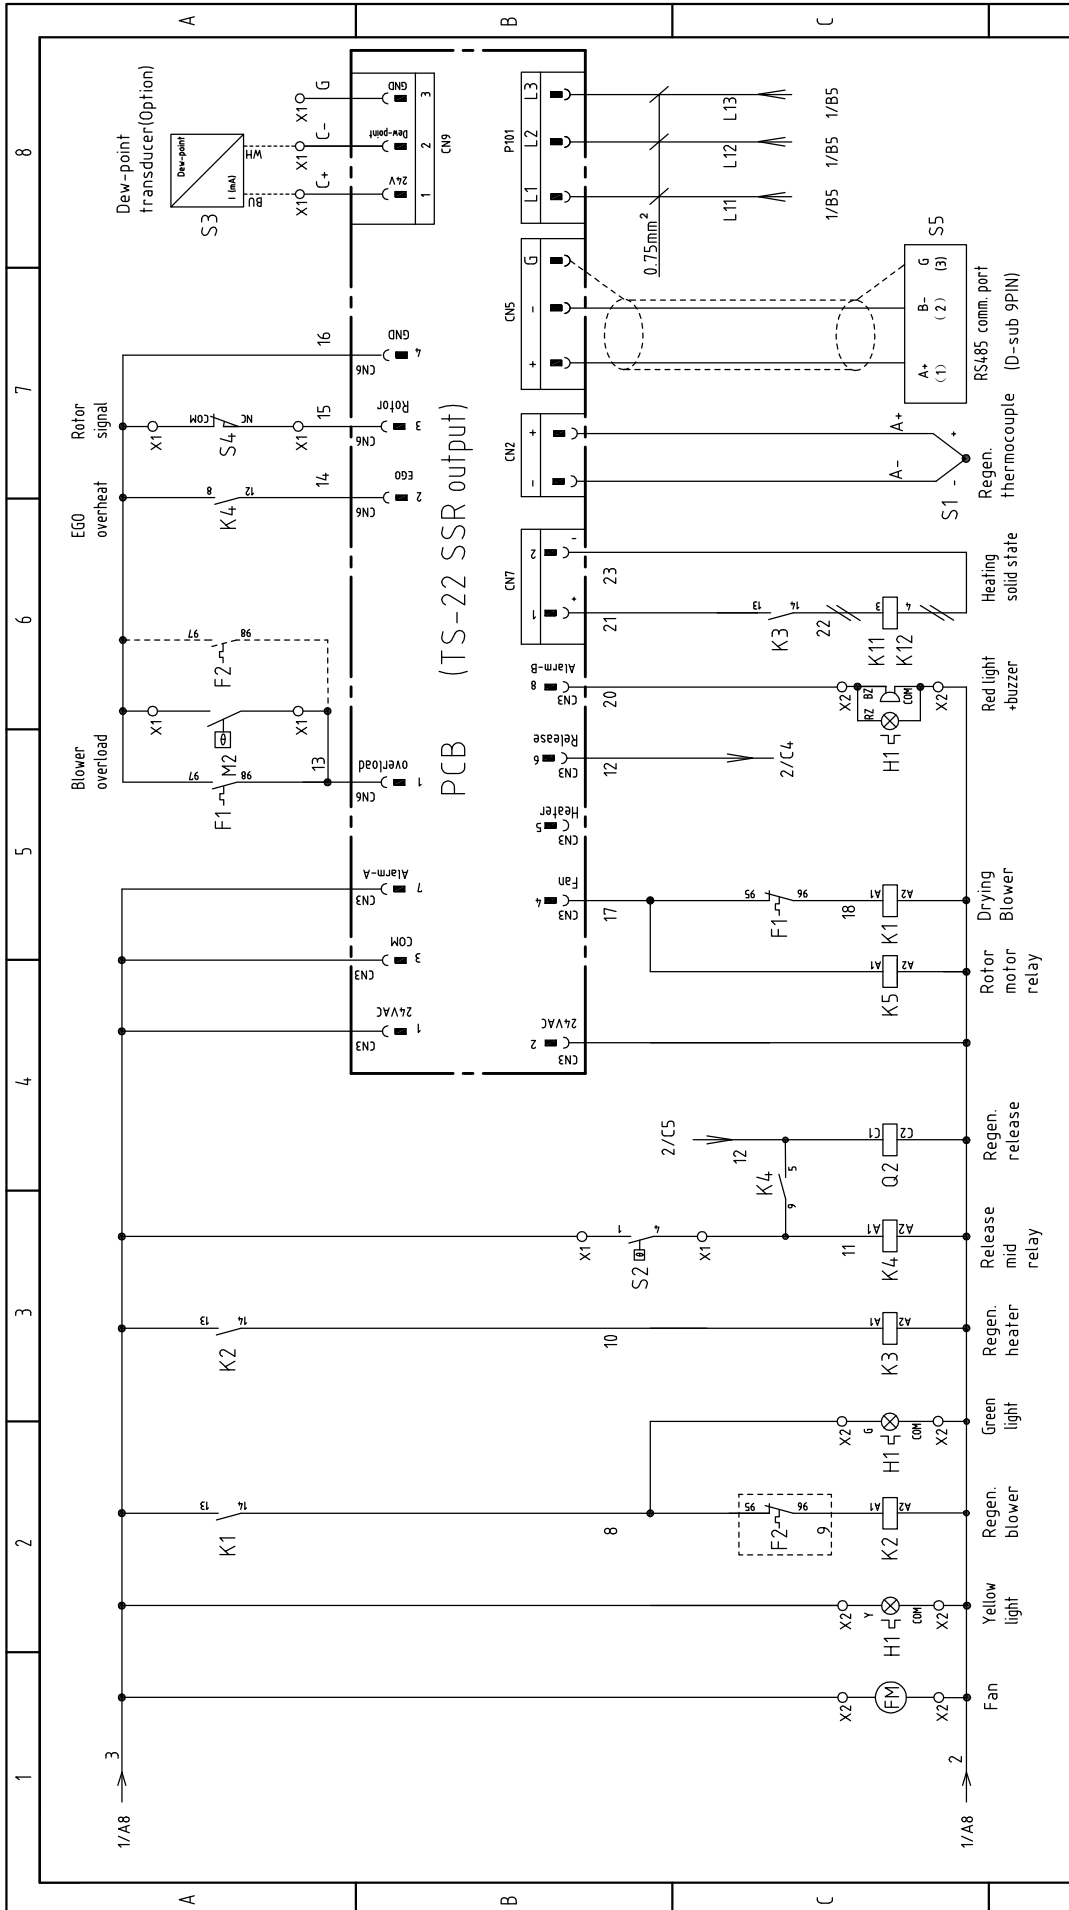 1
2
3
4
5
6
7
8
A
B
C
A
B
C
Dew-point
transducer(Option)
Dew-point
I (mA)
S3
BU
WH
X1
X1
X1
C+
C-
G
24V
Dew-point
GND
1
2
3
CN9
Rotor
signal
X1
COM
NC
S4
X1
15
16
EGO
overheat
8
12
K4
14
Blower
overload
97
98
F2
X1
M2
θ
X1
97
98
F1
13
CN6
overload
1
CN6
EGO
2
CN6
Rotor
3
CN6
GND
4
CN3
Alarm-A
7
CN3
COM
3
CN3
24VAC
1
PCB (TS-22 SSR output)
P101
L1
L2
L3
CN5
+
-
G
CN2
-
+
CN7
1
+
2
-
Alarm-B
8
CN3
Release
6
CN3
Heater
5
CN3
Fan
4
CN3
24VAC
2
CN3
0.75mm²
L11
L12
L13
1/B5
1/B5
1/B5
S5
A+
(1)
B-
(2)
G
(3)
RS485 comm. port
(D-sub 9PIN)
A-
A+
S1
-
+
Regen.
thermocouple
21
23
K3
13
14
22
K11
K12
3
4
Heating
solid state
20
X2
RZ
BZ
COM
H1
X2
Red light
+buzzer
12
2/C4
17
95
96
F1
18
K1
A1
A2
Drying
Blower
K5
A1
A2
Rotor
motor
relay
2/C5
12
K4
5
9
Q2
C1
C2
Regen.
release
X1
1
4
S2
θ
X1
11
K4
A1
A2
Release
mid
relay
13
14
K2
10
K3
A1
A2
Regen.
heater
X2
G
COM
H1
X2
Green
light
13
14
K1
8
95
96
F2
9
K2
A1
A2
Regen.
blower
X2
Y
COM
H1
X2
Yellow
light
X2
FM
X2
Fan
3
1/A8
2
1/A8